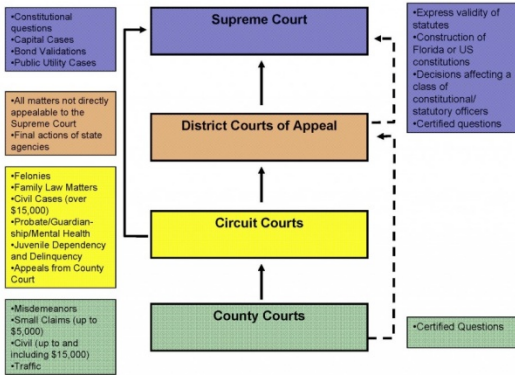 •Constitutional
questions
•Capital Cases
•Bond Validations
•Public Utility Cases
Supreme Court
•Express validity of
statutes
•Construction of
Florida or US
constitutions
•Decisions affecting a
class of
constitutional/
statutory officers
•Certified questions
•All matters not directly
appealable to the
Supreme Court
•Final actions of state
agencies
District Courts of Appeal
•Felonies
•Family Law Matters
•Civil Cases (over
$15,000)
•Probate/Guardian-
ship/Mental Health
•Juvenile Dependency
and Delinquency
•Appeals from County
Court
Circuit Courts
•Misdemeanors
•Small Claims (up to
$5,000)
•Civil (up to and
including $15,000)
•Traffic
County Courts
•Certified Questions